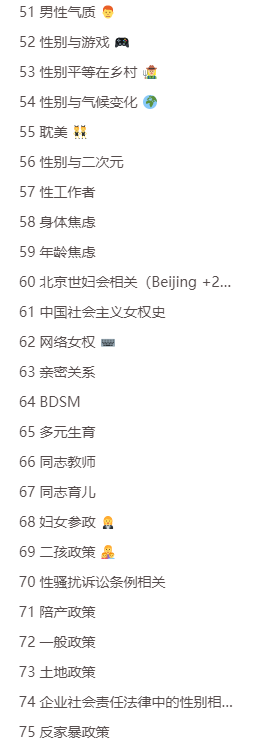 51 男性气质 👨‍🦰
52 性别与游戏 🎮
53 性别平等在乡村 👨‍🌾
54 性别与气候变化 🌍
55 耽美 👯‍♂️
56 性别与二次元
57 性工作者
58 身体焦虑
59 年龄焦虑
60 北京世妇会相关（Beijing +2...
61 中国社会主义女权史
62 网络女权 ⌨️
63 亲密关系
64 BDSM
65 多元生育
66 同志教师
67 同志育儿
68 妇女参政 🤵‍♀️
69 二孩政策 🤱
70 性骚扰诉讼条例相关
71 陪产政策
72 一般政策
73 土地政策
74 企业社会责任法律中的性别相...
75 反家暴政策